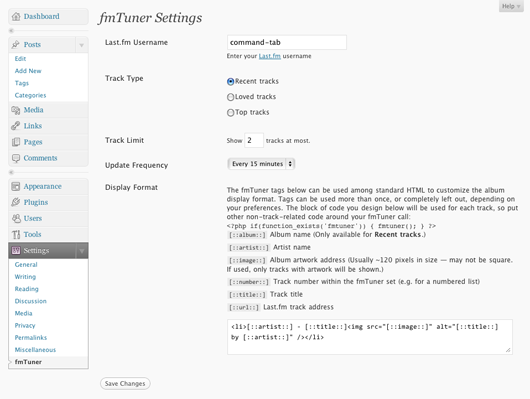 Help
Dashboard
Posts
Edit
Add New
Tags
Categories
Media
Links
Pages
Comments
Appearance
Plugins
Users
Tools
Settings
General
Writing
Reading
Discussion
Media
Privacy
Permalinks
Miscellaneous
fmTuner
fmTuner Settings
Last.fm Username
command-tab
Enter your Last.fm username
Track Type
Recent tracks
Loved tracks
Top tracks
Track Limit
Show 2 tracks at most.
Update Frequency
Every 15 minutes
Display Format
The fmTuner tags below can be used among standard HTML to customize the album
display format. Tags can be used more than once, or completely left out, depending on
your preferences. The block of code you design below will be used for each track, so put
other non-track-related code around your fmTuner call:
<?php if(function_exists('fmtuner')) { fmtuner(); } ?>
[::album::] Album name (Only available for Recent tracks.)
[::artist::] Artist name
[::image::] Album artwork address (Usually ~120 pixels in size — may not be square.
If used, only tracks with artwork will be shown.)
[::number::] Track number within the fmTuner set (e.g. for a numbered list)
[::title::] Track title
[::url::] Last.fm track address
<li>[::artist::] - [::title::]<img src="[::image::]" alt="[::title::]
by [::artist::]" /></li>
Save Changes